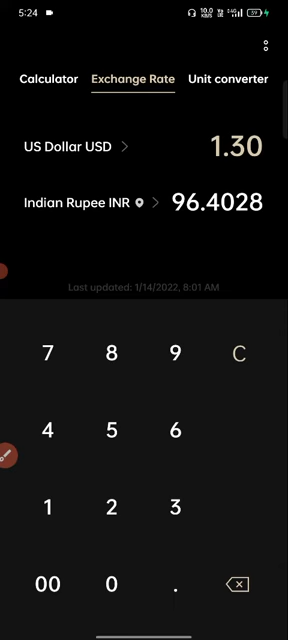 5:24 10.0 KB/S 4G 59
Calculator Exchange Rate Unit converter
US Dollar USD 1.30
Indian Rupee INR 96.4028
Last updated: 1/14/2022, 8:01 AM
7 8 9 C
4 5 6
1 2 3
00 0 .